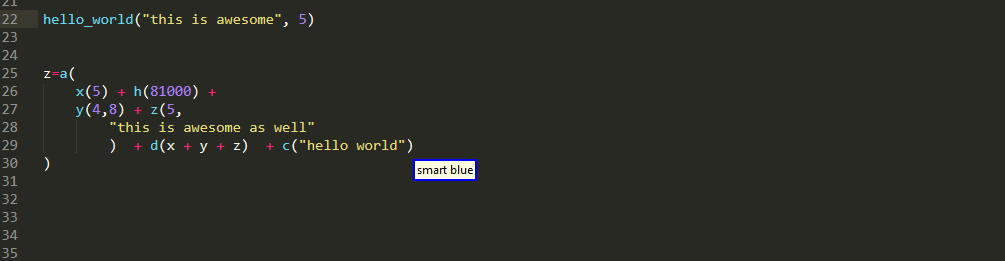 21
22 hello_world("this is awesome", 5)
23
24
25 z=a(
26     x(5) + h(81000) +
27     y(4,8) + z(5,
28         "this is awesome as well"
29         )  + d(x + y + z)  + c("hello world")
30 )
smart blue
31
32
33
34
35